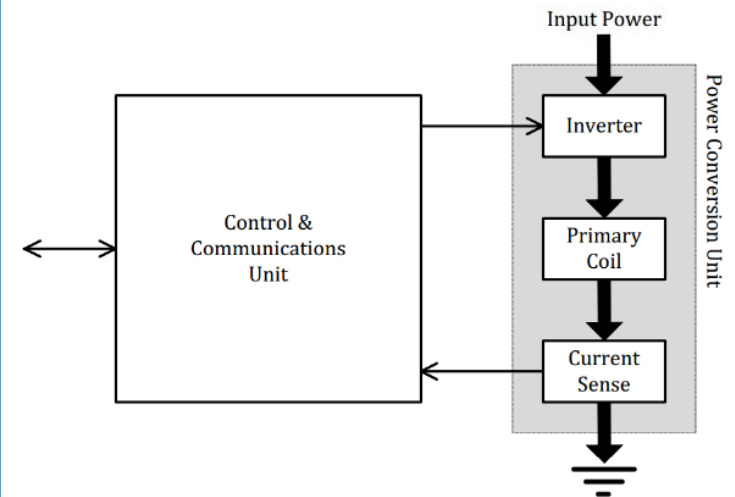 Input Power
Inverter
Power Conversion Unit
Control &
Communications
Unit
Primary
Coil
Current
Sense